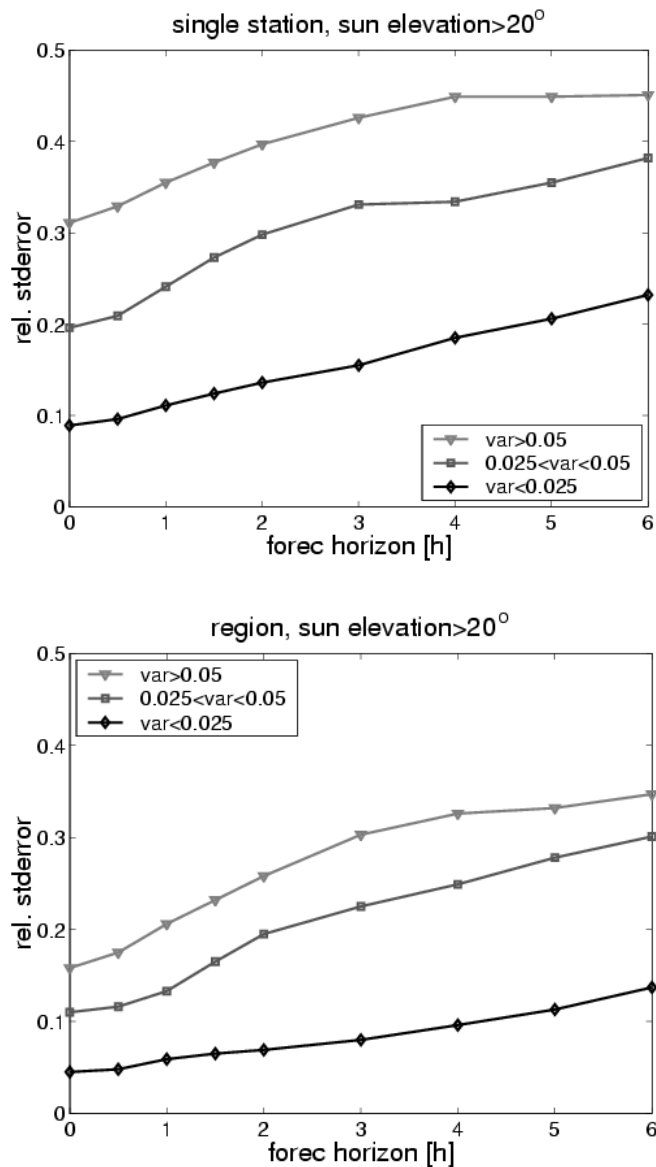 single station, sun elevation>20°
0.5
0.4
0.3
0.2
0.1
0
rel. stderror
var>0.05
0.025<var<0.05
var<0.025
0 1 2 3 4 5 6
forec horizon [h]
region, sun elevation>20°
var>0.05
0.025<var<0.05
var<0.025
0.5
0.4
0.3
0.2
0.1
0
rel. stderror
0 1 2 3 4 5 6
forec horizon [h]